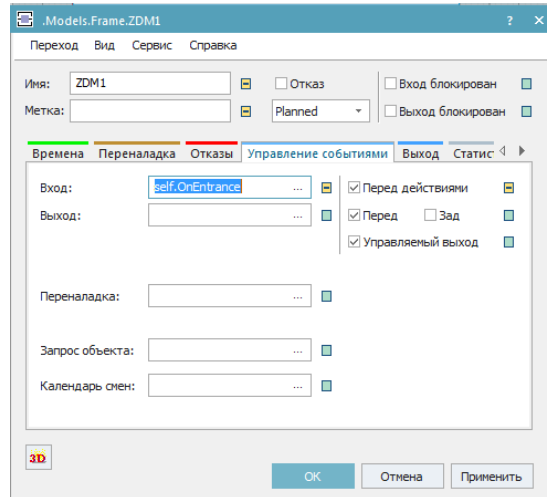 .Models.Frame.ZDM1 ? ×
Переход Вид Сервис Справка
Имя: ZDM1 Отказ Вход блокирован
Метка: Planned Выход блокирован
Времена Переналадка Отказы Управление событиями Выход Статис
Вход: self.OnEntrance ... Перед действиями
Выход: ... Перед Зад
Управляемый выход
Переналадка: ...
Запрос объекта: ...
Календарь смен: ...
3D
OK Отмена Применить